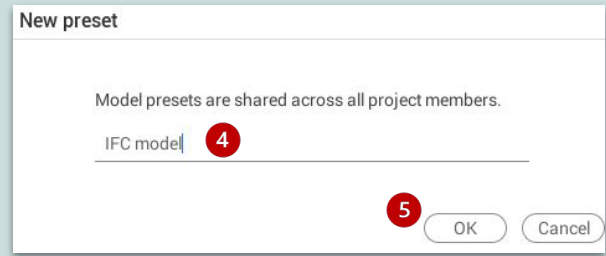 New preset
Model presets are shared across all project members.
IFC model 4
5
OK Cancel